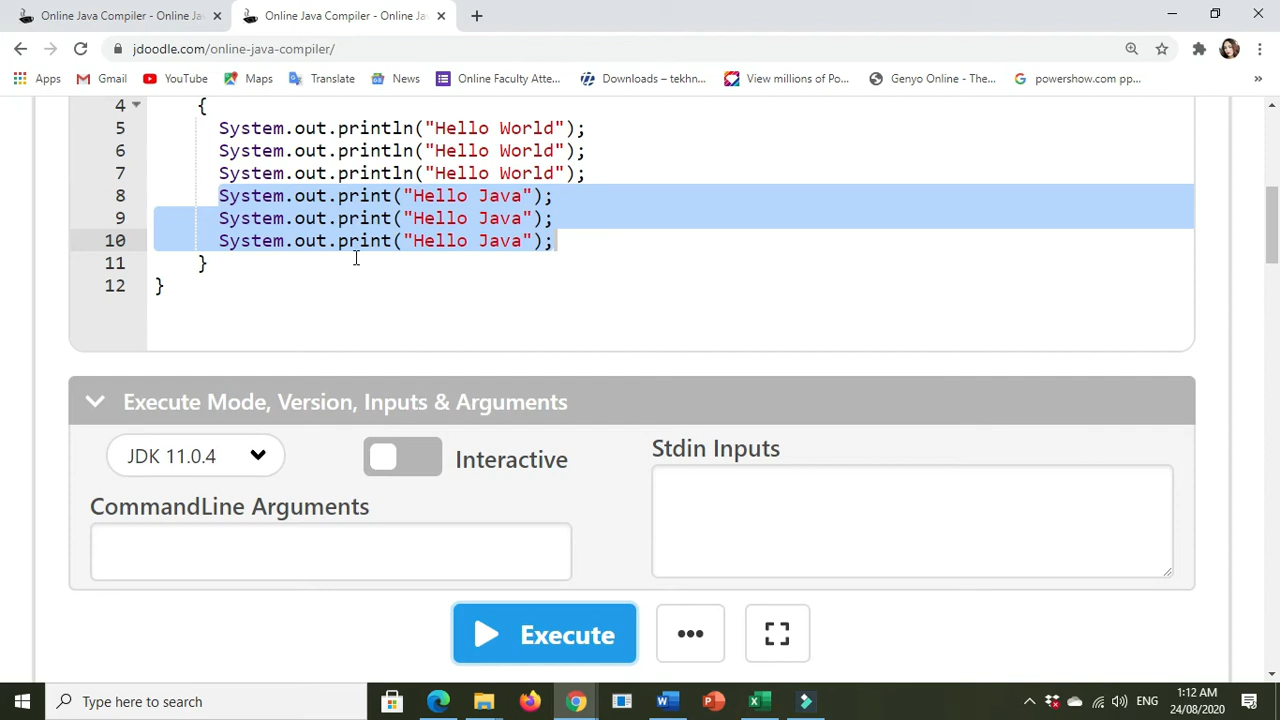 Online Java Compiler - Online Ja
Online Java Compiler - Online Ja
jdoodle.com/online-java-compiler/
Apps
Gmail
YouTube
Maps
Translate
News
Online Faculty Atte...
Downloads – tekhn...
View millions of Po...
Genyo Online - The...
powershow.com pp...
»
4 {
5 System.out.println("Hello World");
6 System.out.println("Hello World");
7 System.out.println("Hello World");
8 System.out.print("Hello Java");
9 System.out.print("Hello Java");
10 System.out.print("Hello Java");
11 }
12 }
Execute Mode, Version, Inputs & Arguments
JDK 11.0.4
Interactive
Stdin Inputs
CommandLine Arguments
Execute
Type here to search
ENG
1:12 AM
24/08/2020